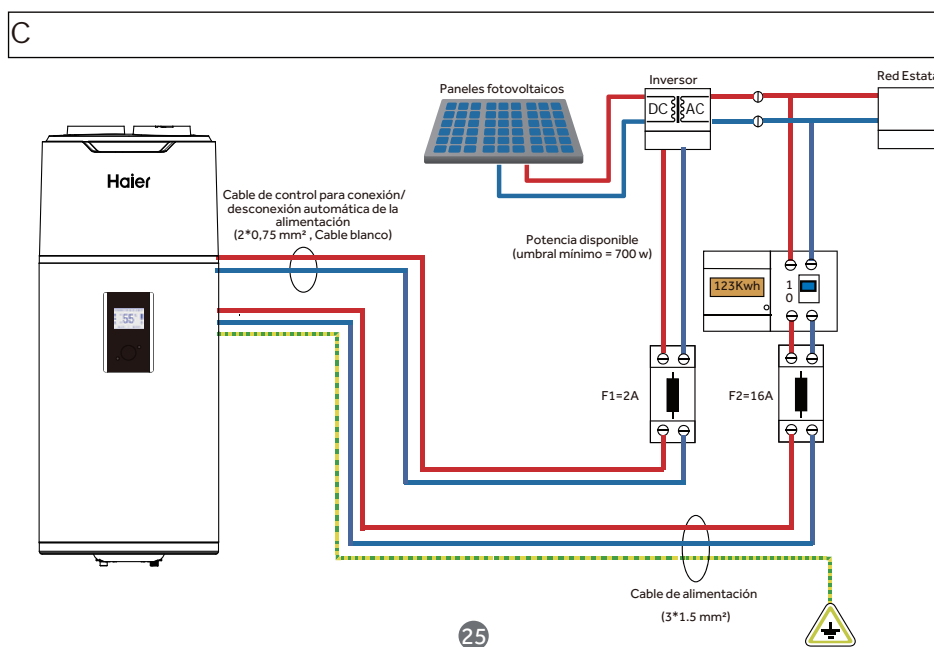 C
Paneles fotovoltaicos
Inversor
Red Estata
DC
AC
Haier
Cable de control para conexión/
desconexión automática de la
alimentación
(2*0,75 mm² , Cable blanco)
Potencia disponible
(umbral mínimo = 700 w)
123Kwh
1
0
55°
F1=2A
F2=16A
Cable de alimentación
(3*1.5 mm²)
25